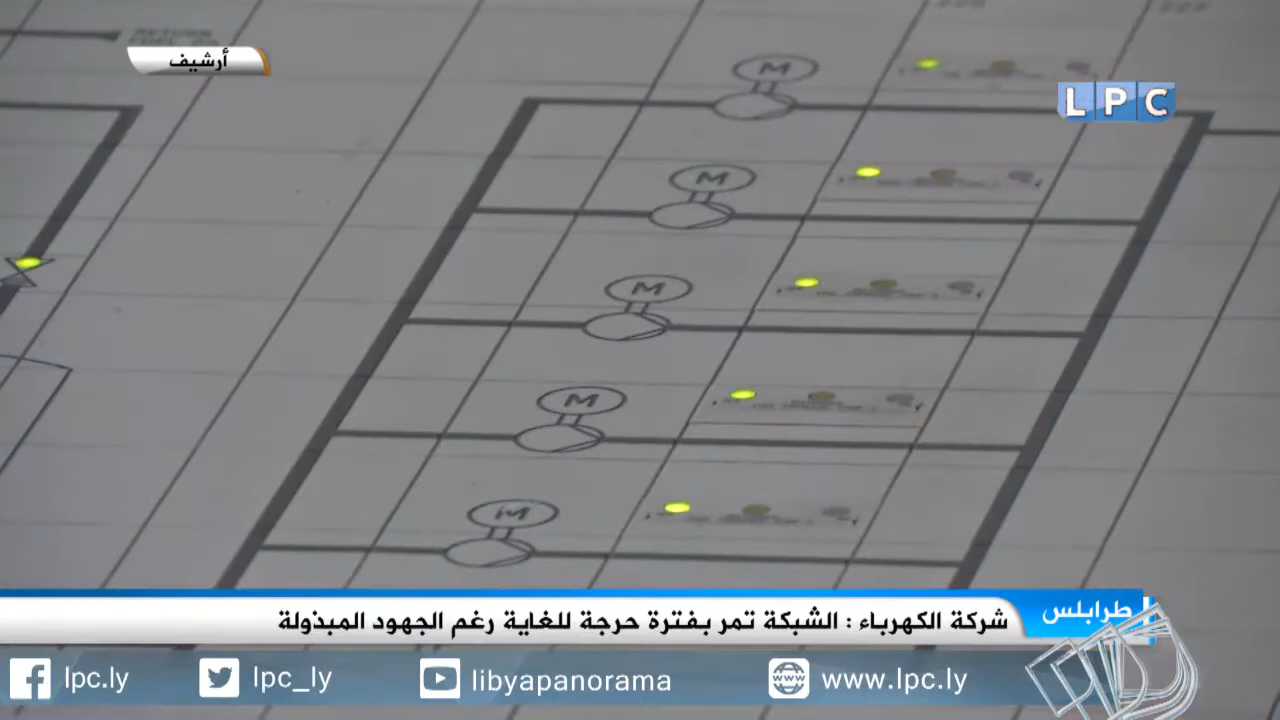 RETURN
أرشيف
LPC
M
M
M
M
M
طرابلس
شركة الكهرباء : الشبكة تمر بفترة حرجة للغاية رغم الجهود المبذولة
lpc.ly
lpc_ly
libyapanorama
www.lpc.ly